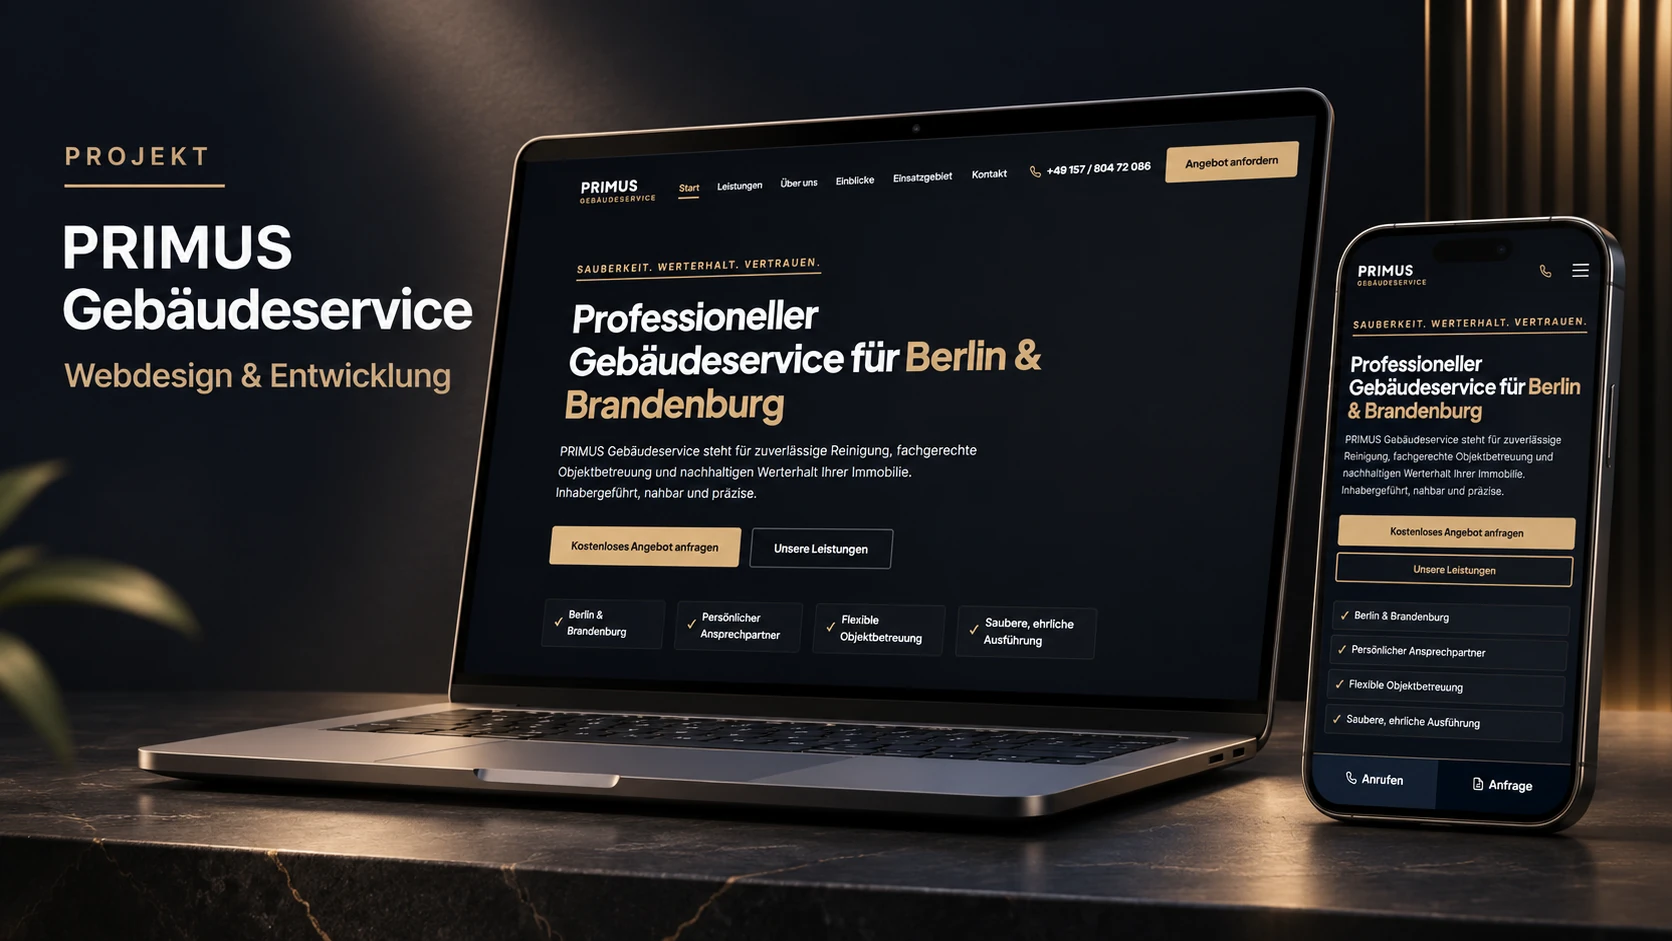 PROJEKT
PRIMUS
Gebäudeservice
Webdesign & Entwicklung
PRIMUS
GEBÄUDESERVICE
Start
Leistungen
Über uns
Einblicke
Einsatzgebiet
Kontakt
+49 157 / 804 72 086
Angebot anfordern
SAUBERKEIT. WERTERHALT. VERTRAUEN.
Professioneller
Gebäudeservice für Berlin &
Brandenburg
PRIMUS Gebäudeservice steht für zuverlässige Reinigung, fachgerechte
Objektbetreuung und nachhaltigen Werterhalt Ihrer Immobilie.
Inhabergeführt, nahbar und präzise.
Kostenloses Angebot anfragen
Unsere Leistungen
✓ Berlin &
Brandenburg
✓ Persönlicher
Ansprechpartner
✓ Flexible
Objektbetreuung
✓ Saubere, ehrliche
Ausführung
PRIMUS
GEBÄUDESERVICE
SAUBERKEIT. WERTERHALT. VERTRAUEN.
Professioneller
Gebäudeservice für Berlin
& Brandenburg
PRIMUS Gebäudeservice steht für zuverlässige
Reinigung, fachgerechte Objektbetreuung und
nachhaltigen Werterhalt Ihrer Immobilie.
Inhabergeführt, nahbar und präzise.
Kostenloses Angebot anfragen
Unsere Leistungen
✓ Berlin & Brandenburg
✓ Persönlicher Ansprechpartner
✓ Flexible Objektbetreuung
✓ Saubere, ehrliche Ausführung
Anrufen
Anfrage